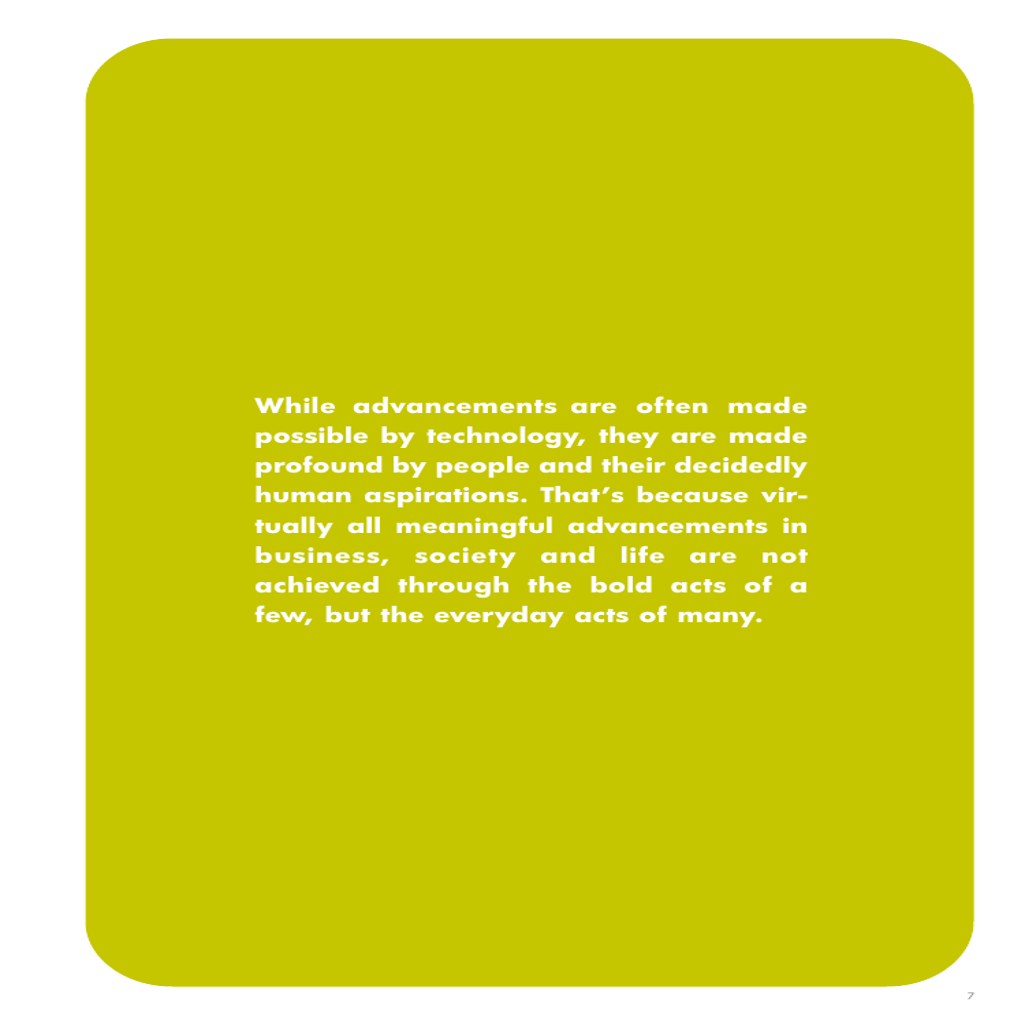 While advancements are often made
possible by technology, they are made
profound by people and their decidedly
human aspirations. That’s because vir-
tually all meaningful advancements in
business, society and life are not
achieved through the bold acts of a
few, but the everyday acts of many.
7